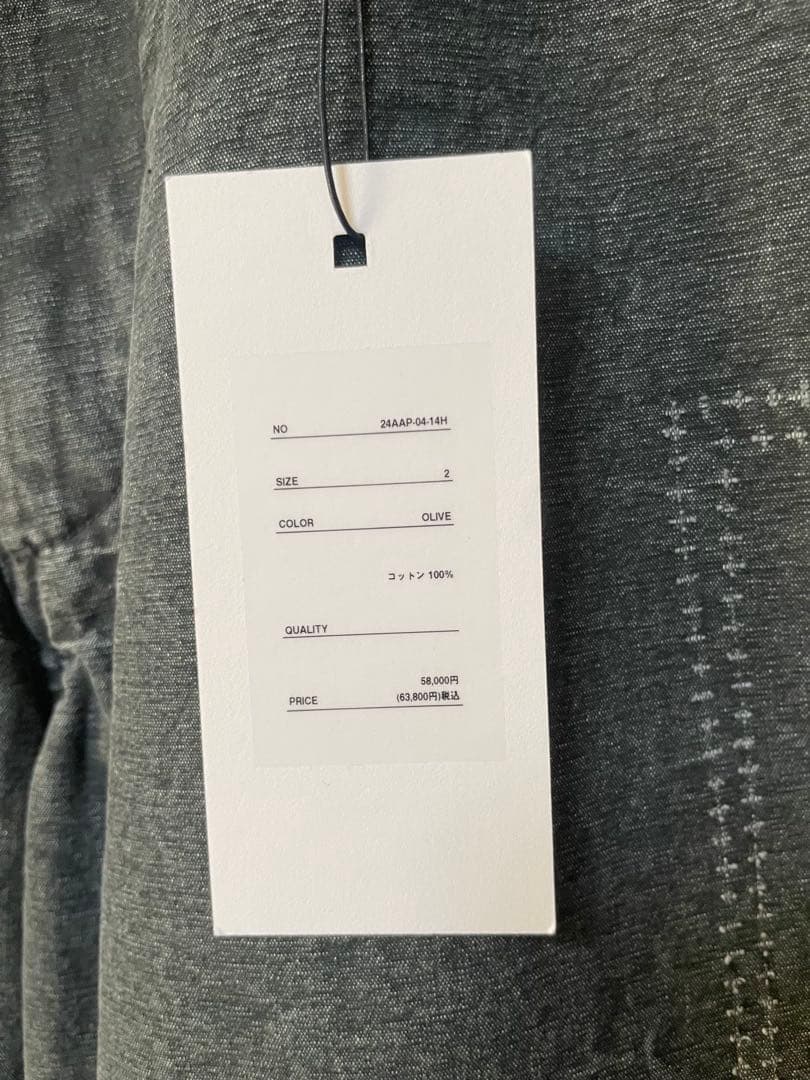 NO 24AAP-04-14H
SIZE 2
COLOR OLIVE
コットン 100%
QUALITY
58,000円
PRICE (63,800円)税込